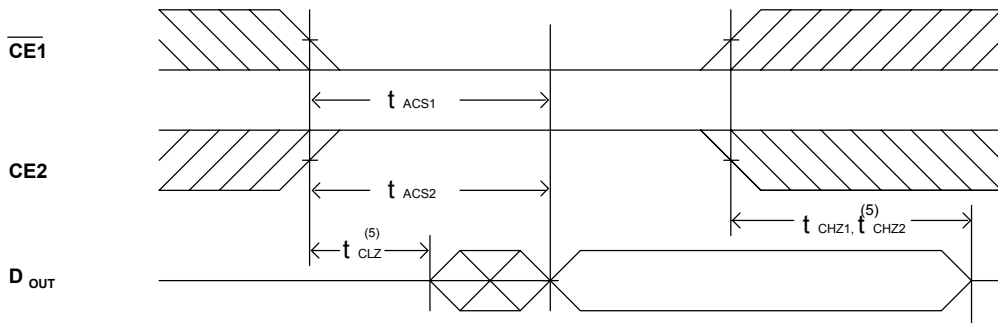 CE1
t ACS1
CE2
t ACS2
t CHZ1, t CHZ2 (5)
t CLZ (5)
D OUT